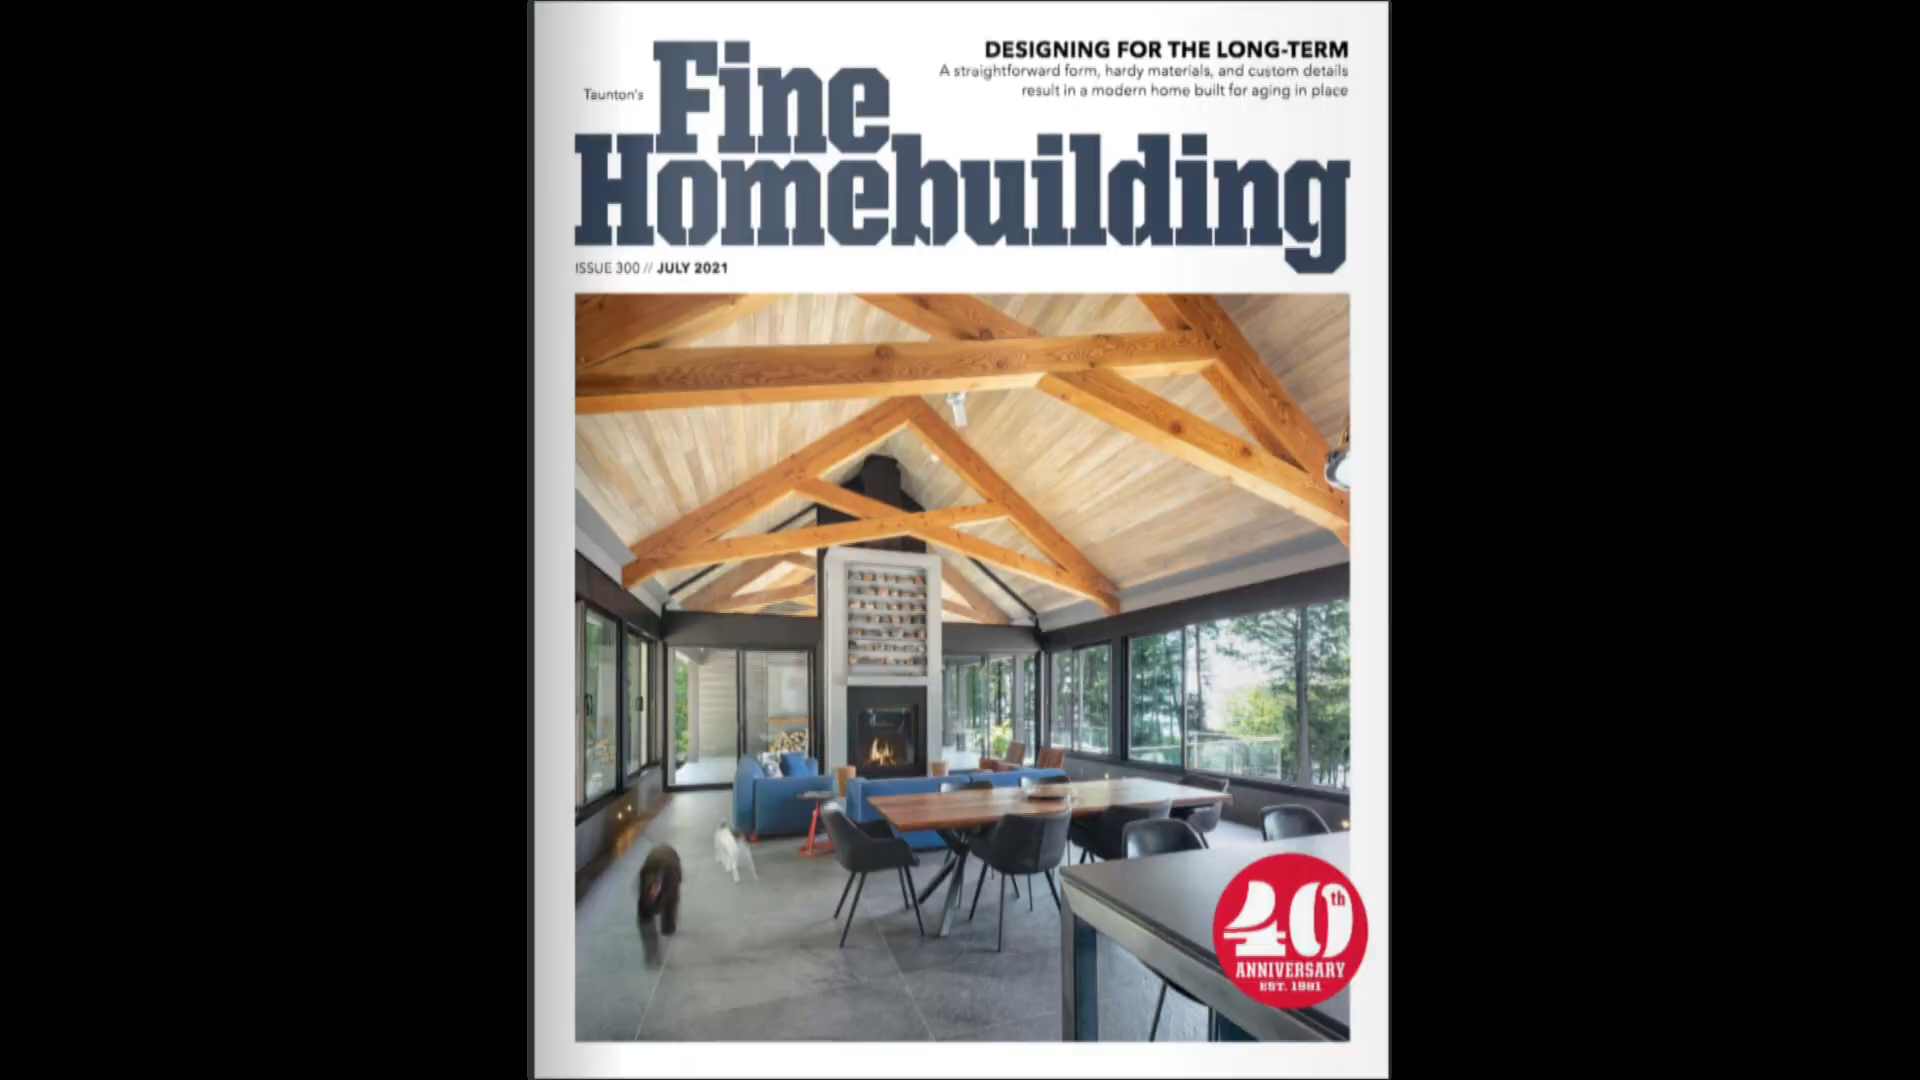 DESIGNING FOR THE LONG-TERM
A straightforward form, hardy materials, and custom details
result in a modern home built for aging in place
Taunton's
Fine
Homebuilding
ISSUE 300 // JULY 2021
40th
ANNIVERSARY
EST. 1981